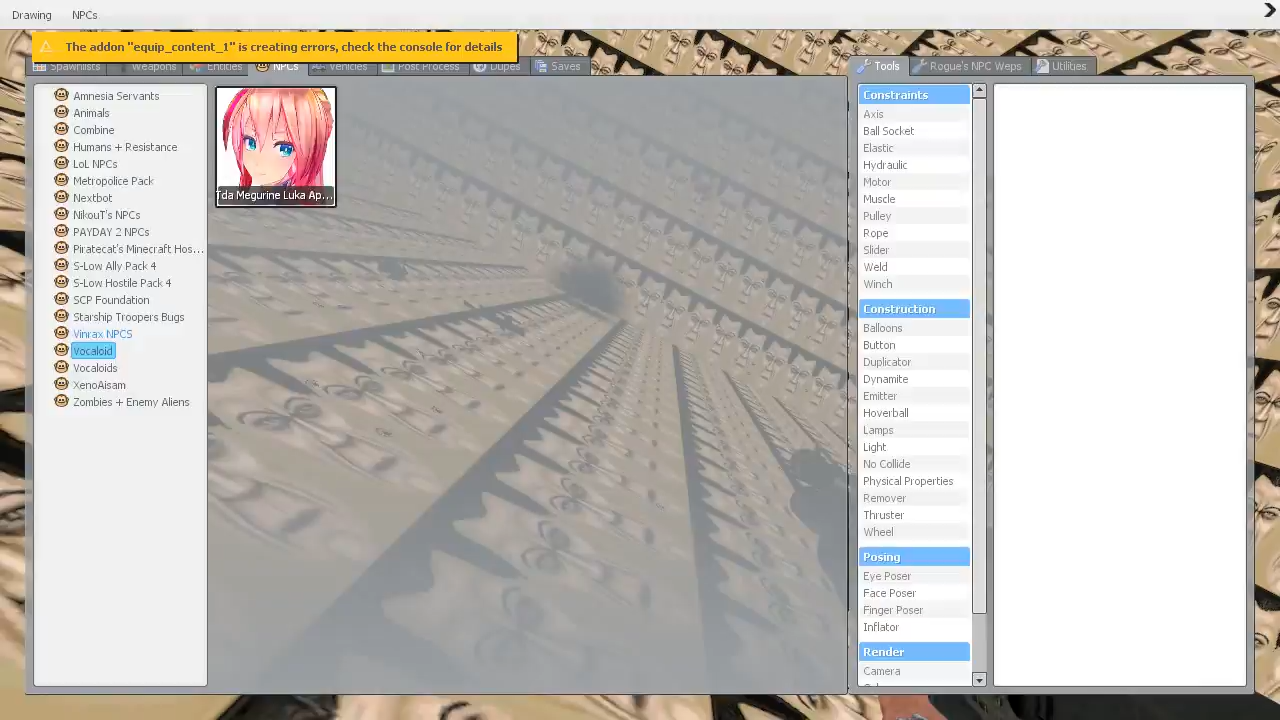 Drawing NPCs
The addon "equip_content_1" is creating errors, check the console for details
Spawnlists Weapons Entities NPCs Vehicles Post Process Dupes Saves
Tools Rogue's NPC Weps Utilities
Amnesia Servants
Animals
Combine
Humans + Resistance
LoL NPCs
Metropolice Pack
Nextbot
NikouT's NPCs
PAYDAY 2 NPCs
Piratecat's Minecraft Hos...
S-Low Ally Pack 4
S-Low Hostile Pack 4
SCP Foundation
Starship Troopers Bugs
Vinrax NPCS
Vocaloid
Vocaloids
XenoAisam
Zombies + Enemy Aliens
Tda Megurine Luka Ap...
Constraints
Axis
Ball Socket
Elastic
Hydraulic
Motor
Muscle
Pulley
Rope
Slider
Weld
Winch
Construction
Balloons
Button
Duplicator
Dynamite
Emitter
Hoverball
Lamps
Light
No Collide
Physical Properties
Remover
Thruster
Wheel
Posing
Eye Poser
Face Poser
Finger Poser
Inflator
Render
Camera